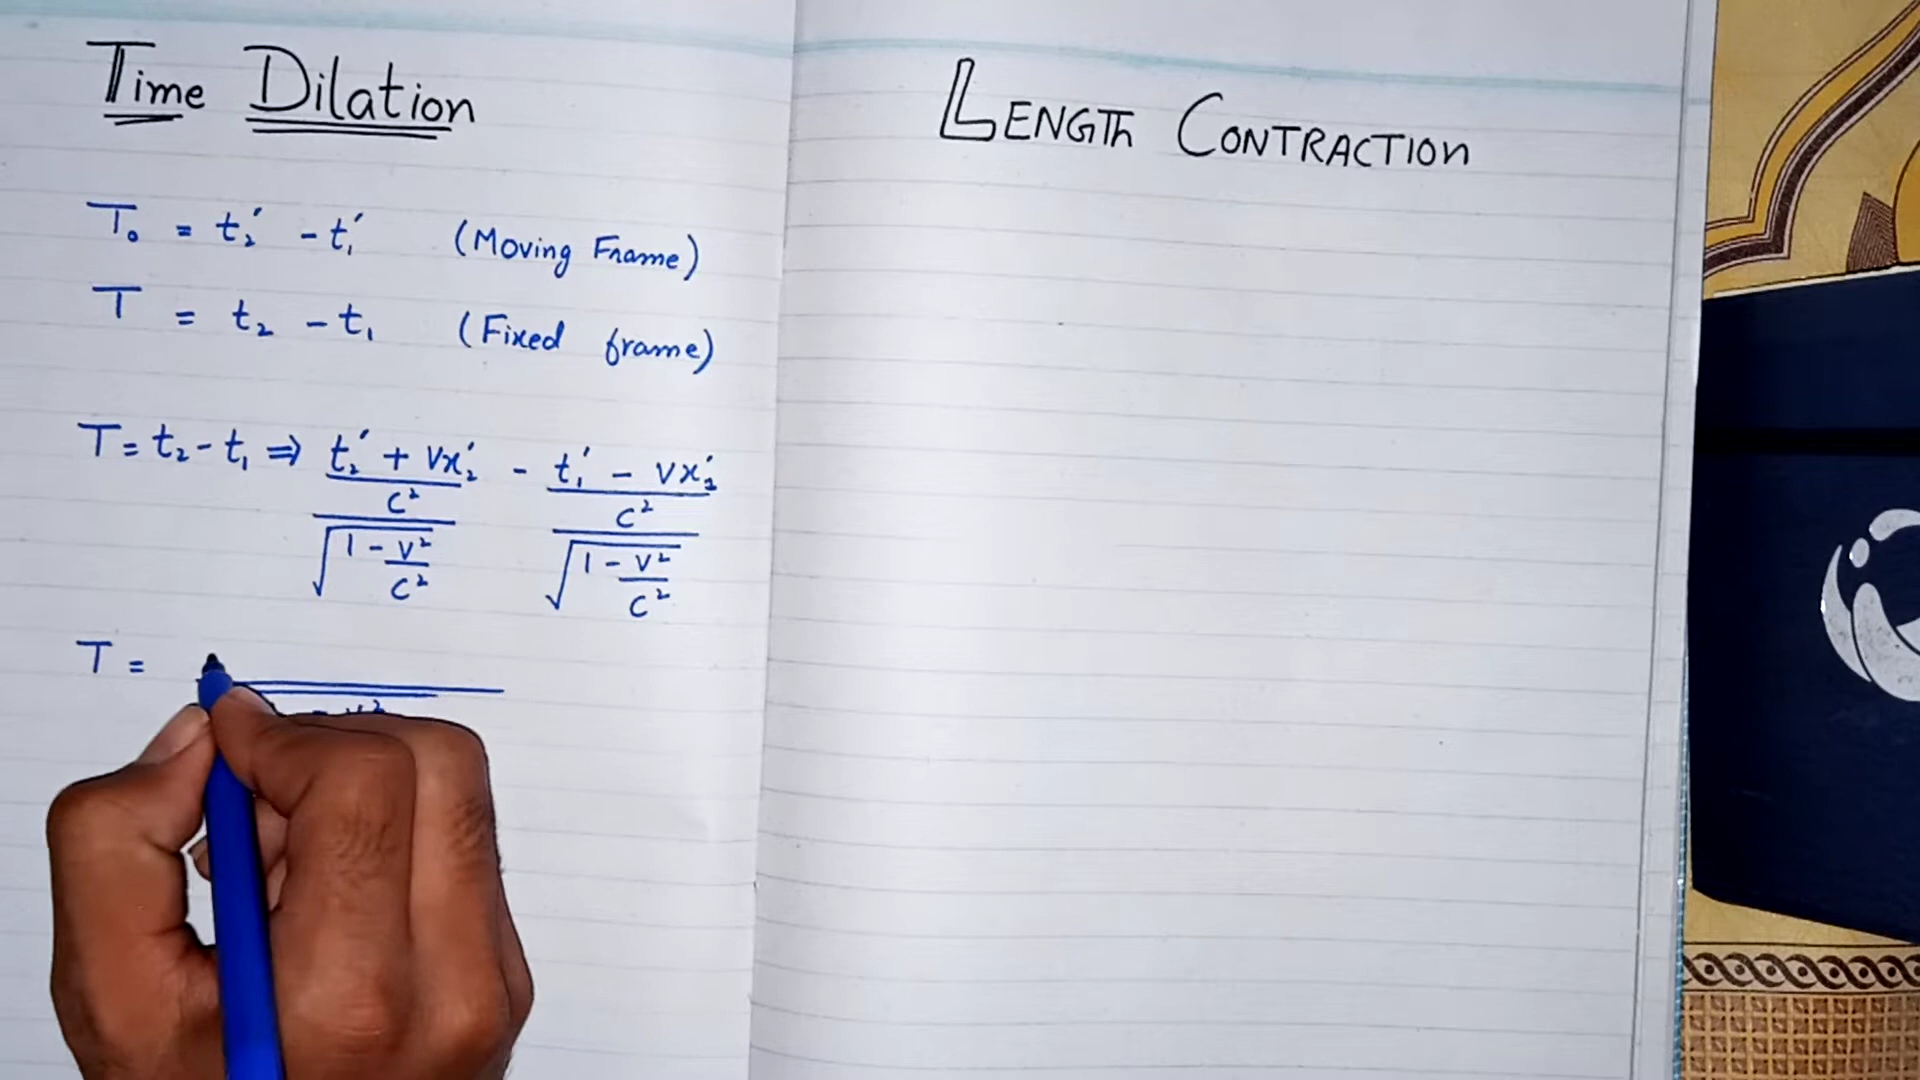 Time Dilation
T₀ = t₂′ - t₁′ (Moving Frame)
T = t₂ - t₁ (Fixed frame)
T = t₂ - t₁ ⇒ t₂′ + vx₂′ - t₁′ - vx₁′
c² c²
√1 - v²/c² √1 - v²/c²
T =
- v²
LENGTH CONTRACTION